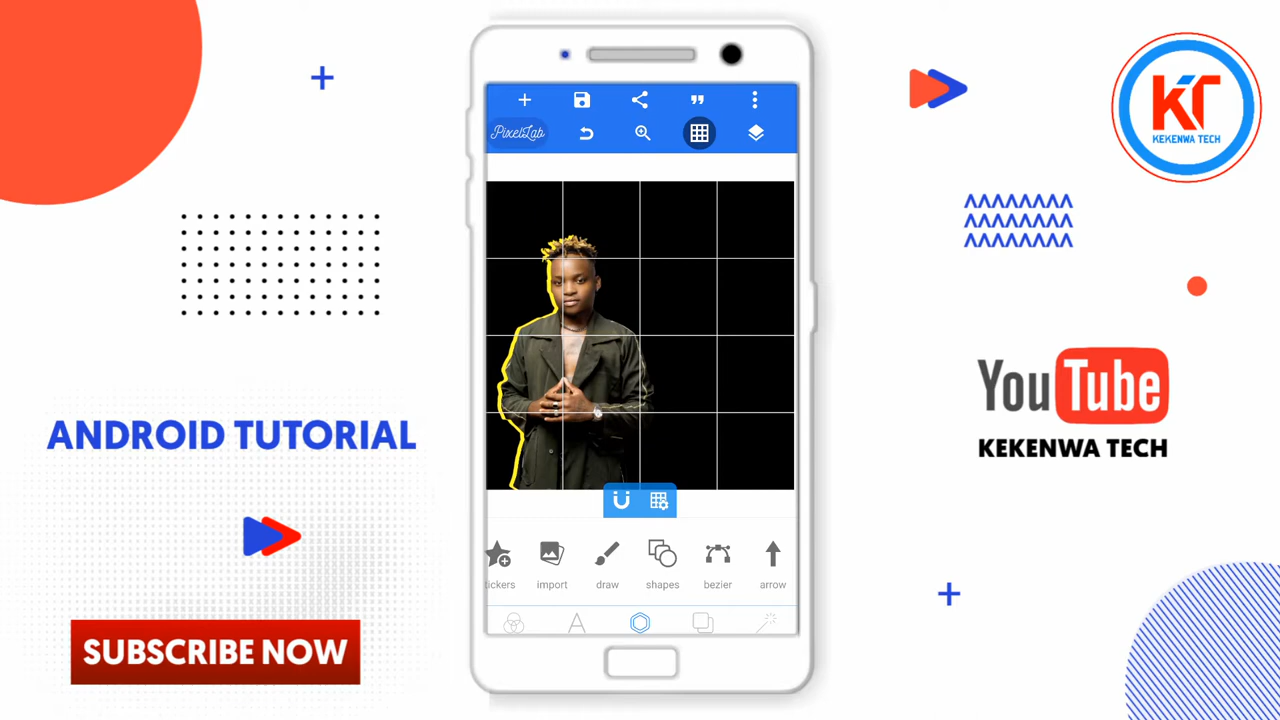 PixelLab
KT
KEKENWA TECH
YouTube
KEKENWA TECH
ANDROID TUTORIAL
SUBSCRIBE NOW
tickers
import
draw
shapes
bezier
arrow